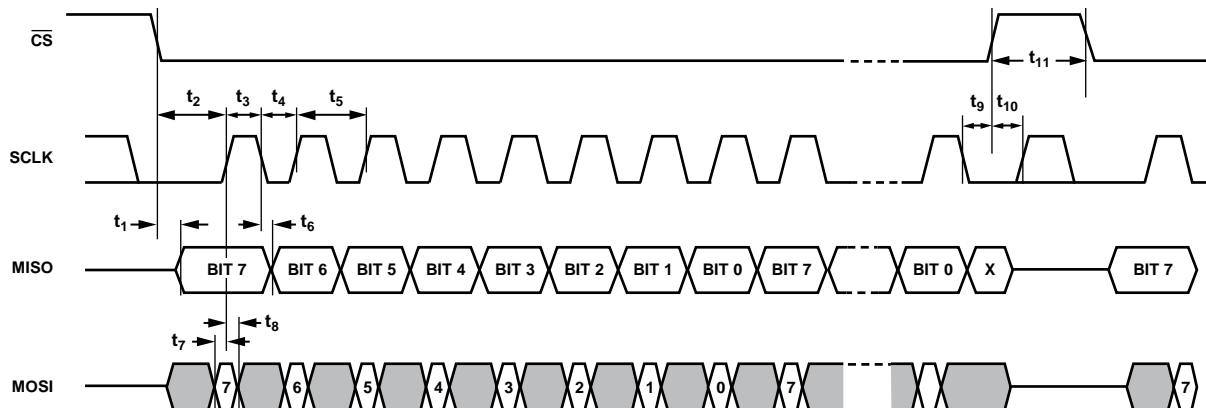 CS
t11
t2 t3 t4 t5
t9 t10
SCLK
t1 t6
MISO BIT 7 BIT 6 BIT 5 BIT 4 BIT 3 BIT 2 BIT 1 BIT 0 BIT 7 BIT 0 X BIT 7
t7 t8
MOSI 7 6 5 4 3 2 1 0 7 7